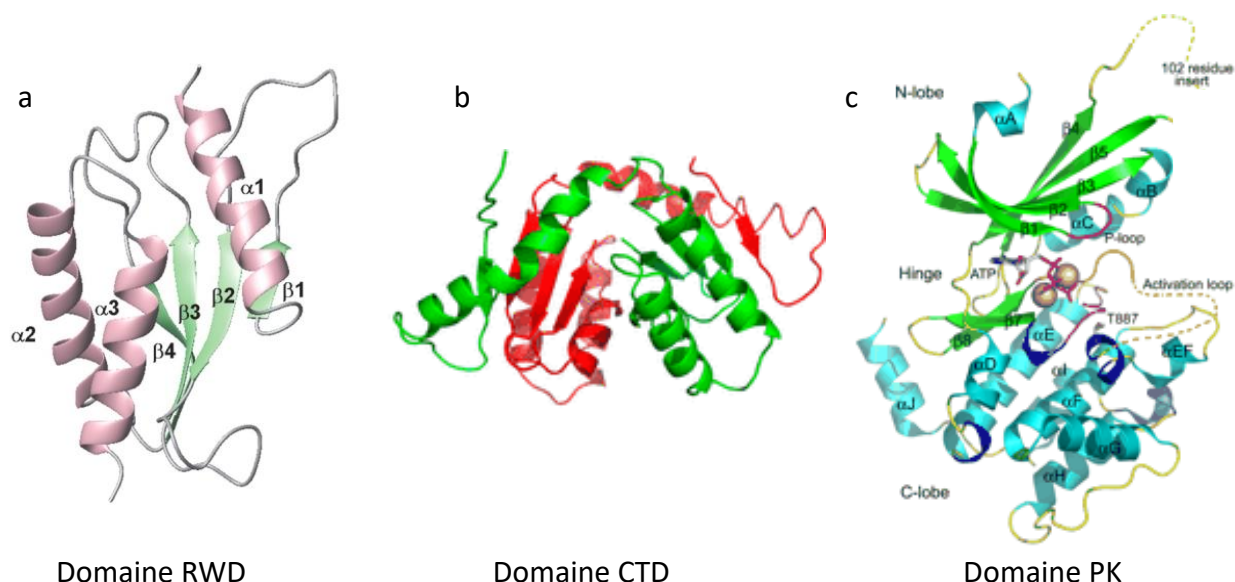 a
α1
α2
α3
β4
β3
β2
β1
Domaine RWD
b
Domaine CTD
c
102 residue
insert
N-lobe
αA
β4
β5
β3
αB
β2
αC
β1
P-loop
Hinge
ATP
Activation loop
β7
T887
β8
αE
αD
αI
αEF
αJ
αF
αG
αH
C-lobe
Domaine PK